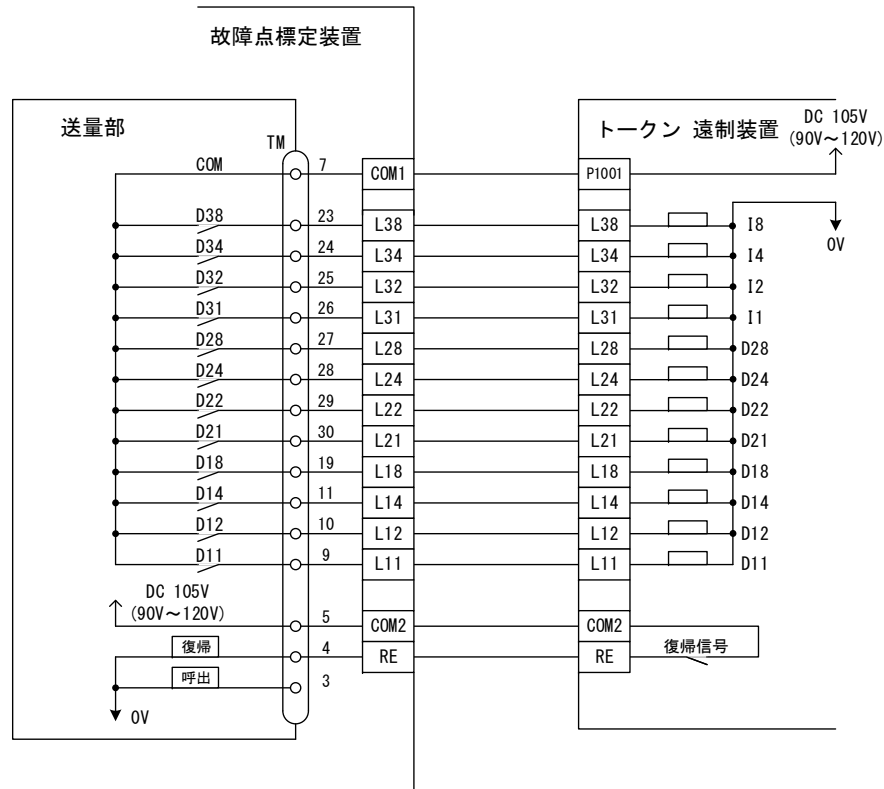 故障点標定装置
送量部
トークン 遠制装置
DC 105V
(90V～120V)
TM
COM 7 COM1 P1001
D38 23 L38 L38 I8
0V
D34 24 L34 L34 I4
D32 25 L32 L32 I2
D31 26 L31 L31 I1
D28 27 L28 L28 D28
D24 28 L24 L24 D24
D22 29 L22 L22 D22
D21 30 L21 L21 D21
D18 19 L18 L18 D18
D14 11 L14 L14 D14
D12 10 L12 L12 D12
D11 9 L11 L11 D11
DC 105V
(90V～120V)
5 COM2 COM2
復帰 4 RE RE 復帰信号
呼出 3
0V